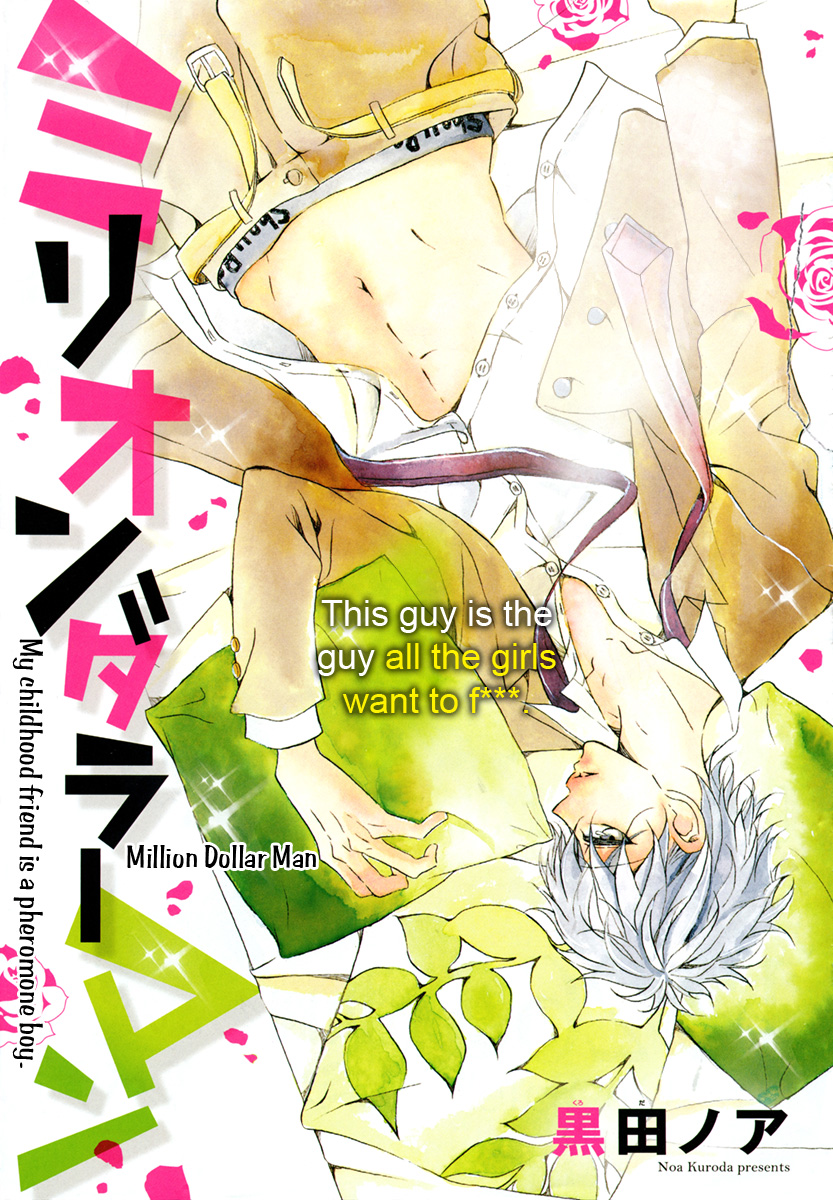 ミリオンダラーマン
My childhood friend is a pheromone boy-
Million Dollar Man
This guy is the
guy all the girls
want to f***.
くろ だ
黒田ノア
Noa Kuroda presents